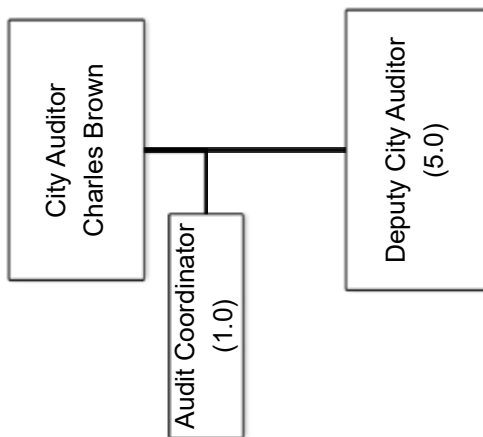 City Auditor
Charles Brown
Audit Coordinator
(1.0)
Deputy City Auditor
(5.0)